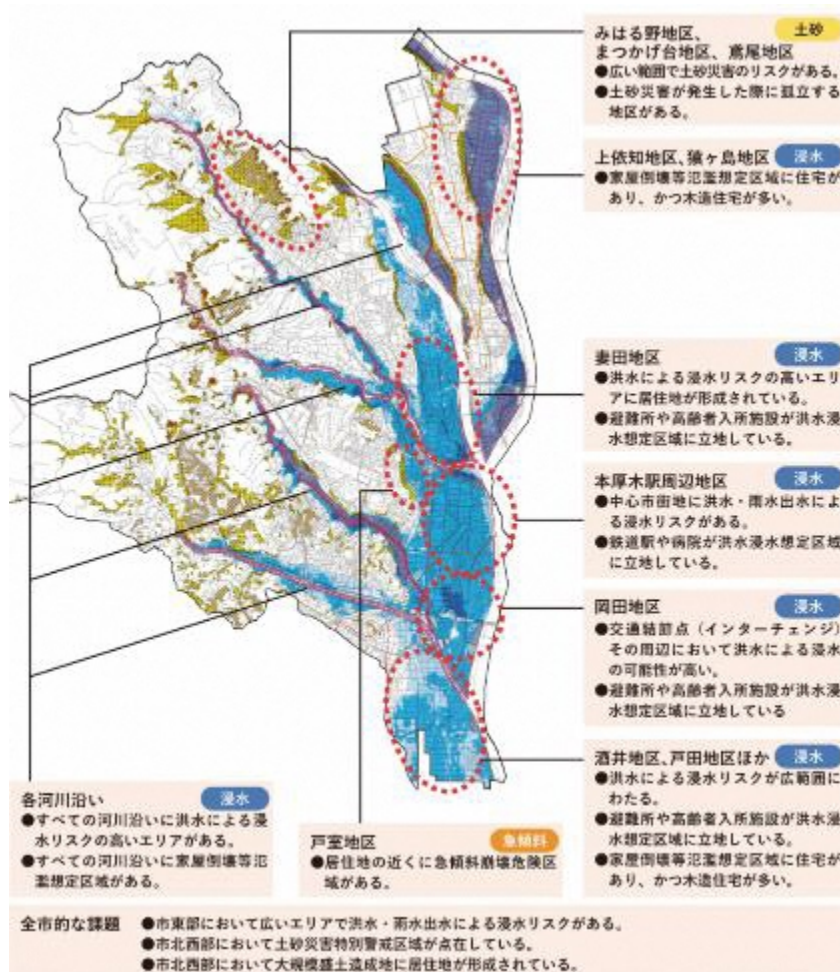 みはる野地区、
まつかげ台地区、鳶尾地区
土砂
●広い範囲で土砂災害のリスクがある。
●土砂災害が発生した際に孤立する
地区がある。
上依知地区、猿ヶ島地区
浸水
●家屋倒壊等氾濫想定区域に住宅が
あり、かつ木造住宅が多い。
妻田地区
浸水
●洪水による浸水リスクの高いエリ
アに居住地が形成されている。
●避難所や高齢者入所施設が洪水浸
水想定区域に立地している。
本厚木駅周辺地区
浸水
●中心市街地に洪水・雨水出水によ
る浸水リスクがある。
●鉄道駅や病院が洪水浸水想定区域
に立地している。
岡田地区
浸水
●交通結節点（インターチェンジ）
その周辺において洪水による浸水
の可能性が高い。
●避難所や高齢者入所施設が洪水浸
水想定区域に立地している
酒井地区、戸田地区ほか
浸水
●洪水による浸水リスクが広範囲に
わたる。
●避難所や高齢者入所施設が洪水浸
水想定区域に立地している。
●家屋倒壊等氾濫想定区域に住宅が
あり、かつ木造住宅が多い。
各河川沿い
浸水
●すべての河川沿いに洪水による浸
水リスクの高いエリアがある。
●すべての河川沿いに家屋倒壊等氾
濫想定区域がある。
戸室地区
急傾斜
●居住地の近くに急傾斜崩壊危険区
域がある。
全市的な課題
●市東部において広いエリアで洪水・雨水出水による浸水リスクがある。
●市北西部において土砂災害特別警戒区域が点在している。
●市北西部において大規模盛土造成地に居住地が形成されている。